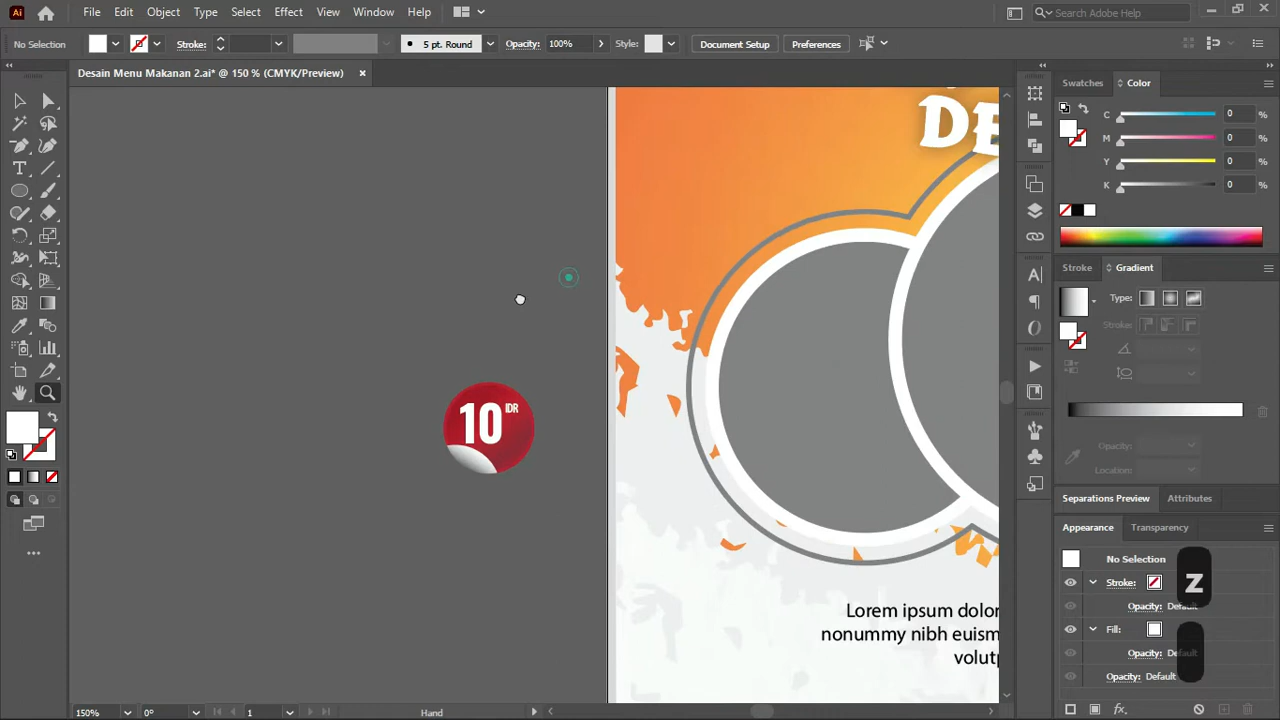 Ai
File Edit Object Type Select Effect View Window Help
Search Adobe Help
No Selection
Stroke:
5 pt. Round
Opacity: 100%
Style:
Document Setup
Preferences
Desain Menu Makanan 2.ai* @ 150 % (CMYK/Preview)
Swatches
Color
C 0 %
M 0 %
Y 0 %
K 0 %
Stroke
Gradient
Type:
Strokes:
Opacity:
Location:
Separations Preview
Attributes
Appearance
Transparency
No Selection
Stroke:
Opacity: Default
Fill:
Opacity: Default
Opacity: Default
z
DE
10 IDR
Lorem ipsum dolor
nonummy nibh euism
volutp
150%
0°
1
Hand
fx